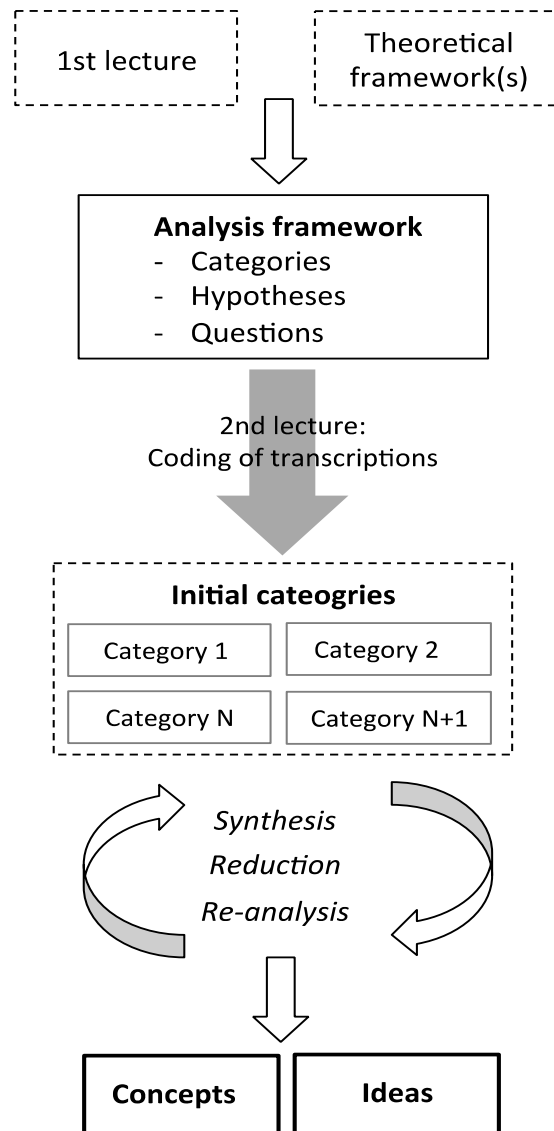 1st lecture
Theoretical
framework(s)
Analysis framework
- Categories
- Hypotheses
- Questions
2nd lecture:
Coding of transcriptions
Initial cateogries
Category 1
Category 2
Category N
Category N+1
Synthesis
Reduction
Re-analysis
Concepts
Ideas